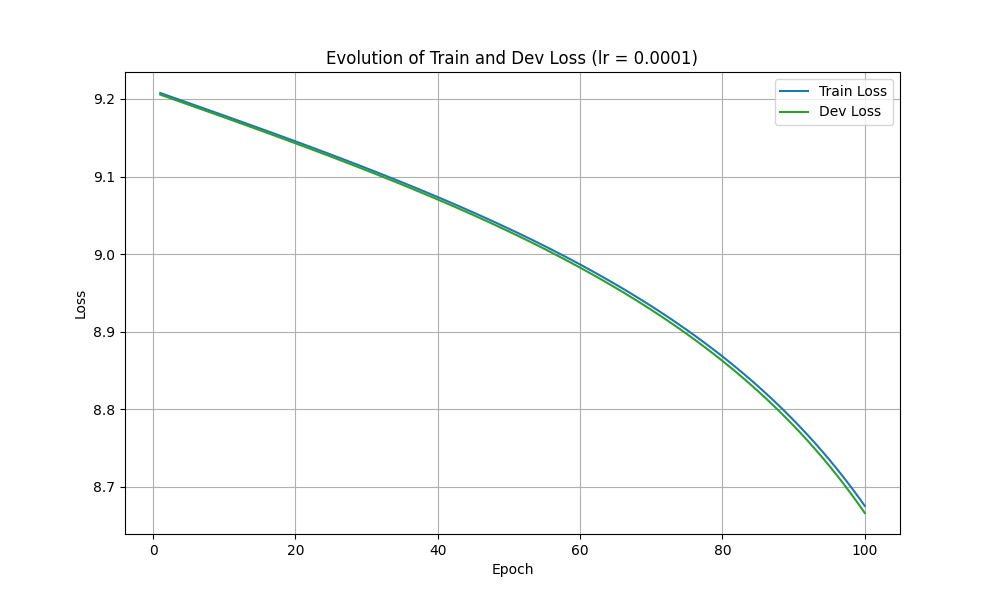 Evolution of Train and Dev Loss (lr = 0.0001)
Train Loss
Dev Loss
Loss
9.2
9.1
9.0
8.9
8.8
8.7
0 20 40 60 80 100
Epoch